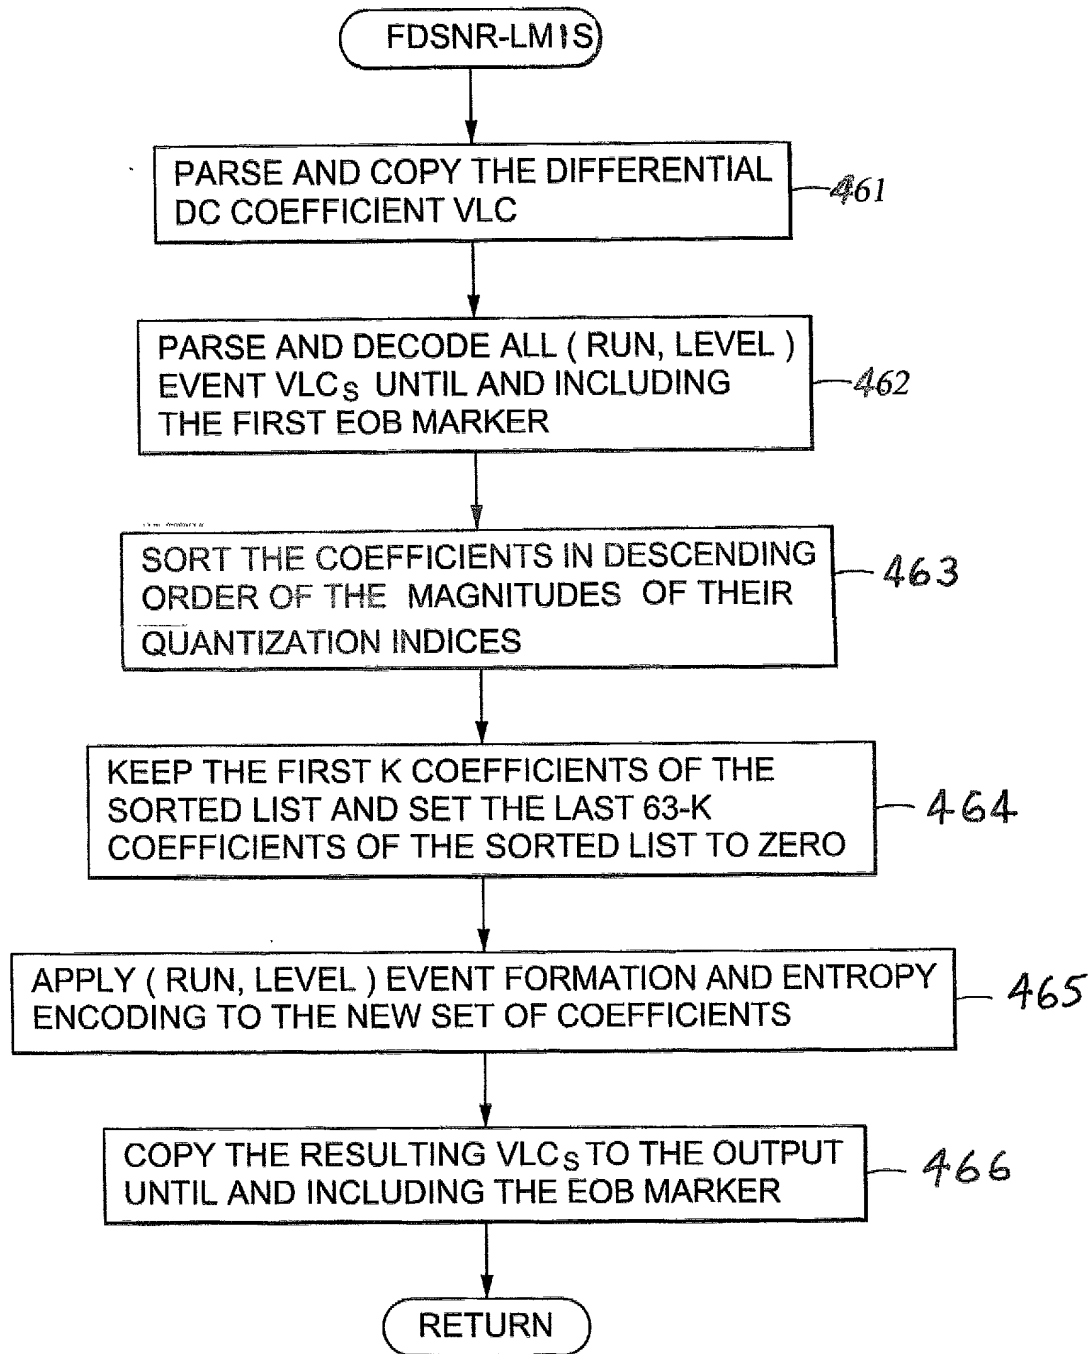 FDSNR-LM1S
PARSE AND COPY THE DIFFERENTIAL
DC COEFFICIENT VLC
461
PARSE AND DECODE ALL ( RUN, LEVEL )
EVENT VLCS UNTIL AND INCLUDING
THE FIRST EOB MARKER
462
SORT THE COEFFICIENTS IN DESCENDING
ORDER OF THE MAGNITUDES OF THEIR
QUANTIZATION INDICES
463
KEEP THE FIRST K COEFFICIENTS OF THE
SORTED LIST AND SET THE LAST 63-K
COEFFICIENTS OF THE SORTED LIST TO ZERO
464
APPLY ( RUN, LEVEL ) EVENT FORMATION AND ENTROPY
ENCODING TO THE NEW SET OF COEFFICIENTS
465
COPY THE RESULTING VLCS TO THE OUTPUT
UNTIL AND INCLUDING THE EOB MARKER
466
RETURN